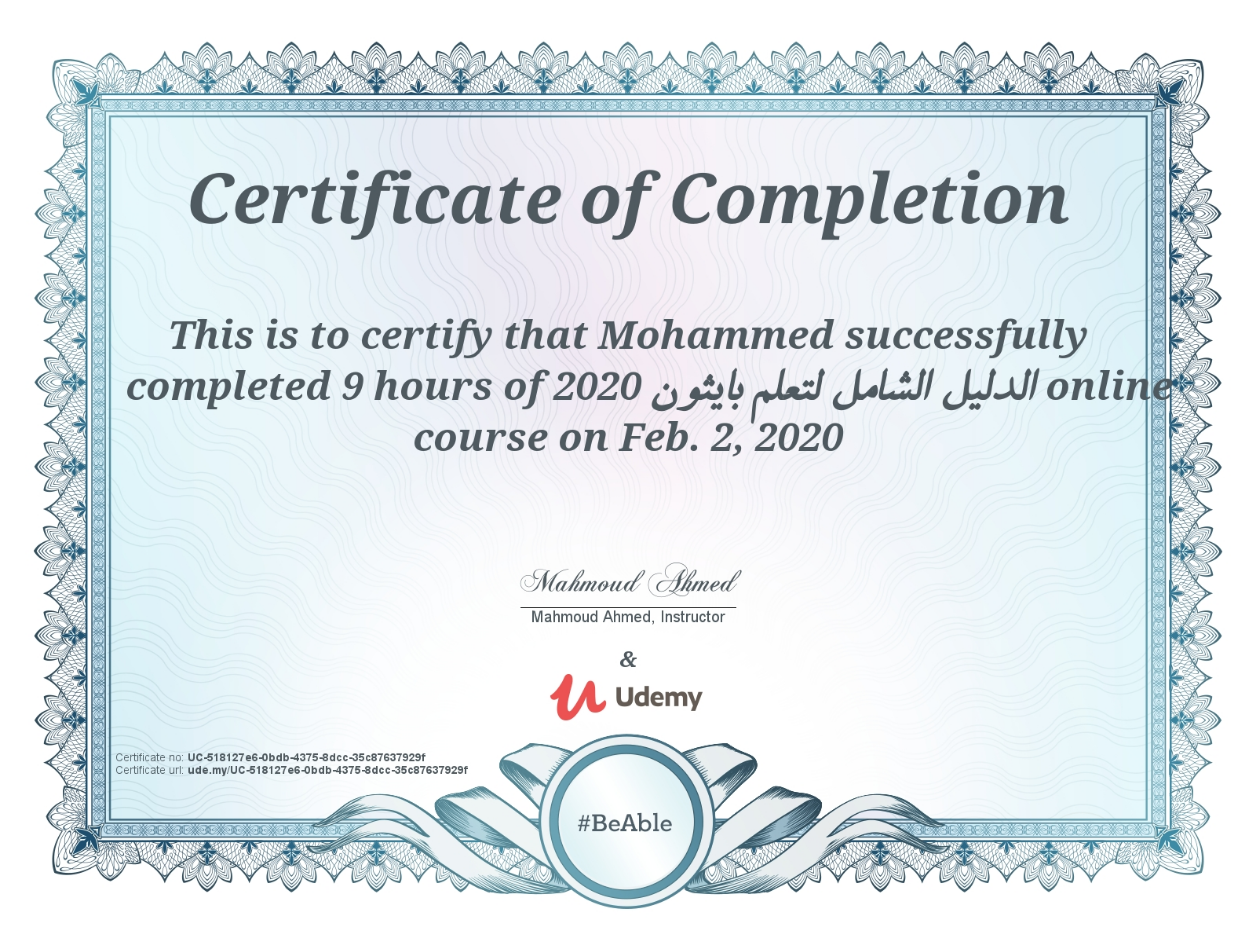 Certificate of Completion
This is to certify that Mohammed successfully
completed 9 hours of 2020 الدليل الشامل لتعلم بايثون online
course on Feb. 2, 2020
Mahmoud Ahmed
Mahmoud Ahmed, Instructor
&
Udemy
Certificate no: UC-518127e6-0bdb-4375-8dcc-35c87637929f
Certificate url: ude.my/UC-518127e6-0bdb-4375-8dcc-35c87637929f
#BeAble